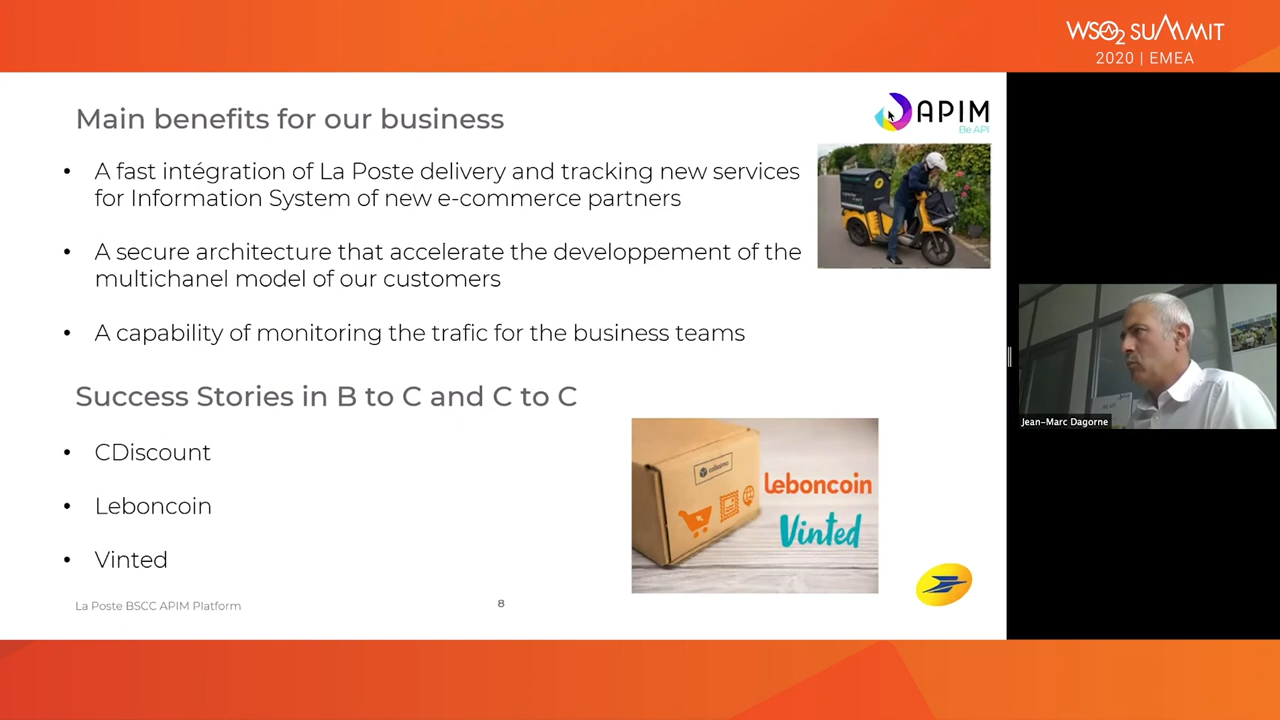 WSO2 SUMMIT
2020 | EMEA
Main benefits for our business
APIM
Be API
• A fast intégration of La Poste delivery and tracking new services
for Information System of new e-commerce partners
• A secure architecture that accelerate the developpement of the
multichanel model of our customers
• A capability of monitoring the trafic for the business teams
Success Stories in B to C and C to C
• CDiscount
• Leboncoin
• Vinted
colissimo
leboncoin
Vinted
La Poste BSCC APIM Platform
8
Jean-Marc Dagorne